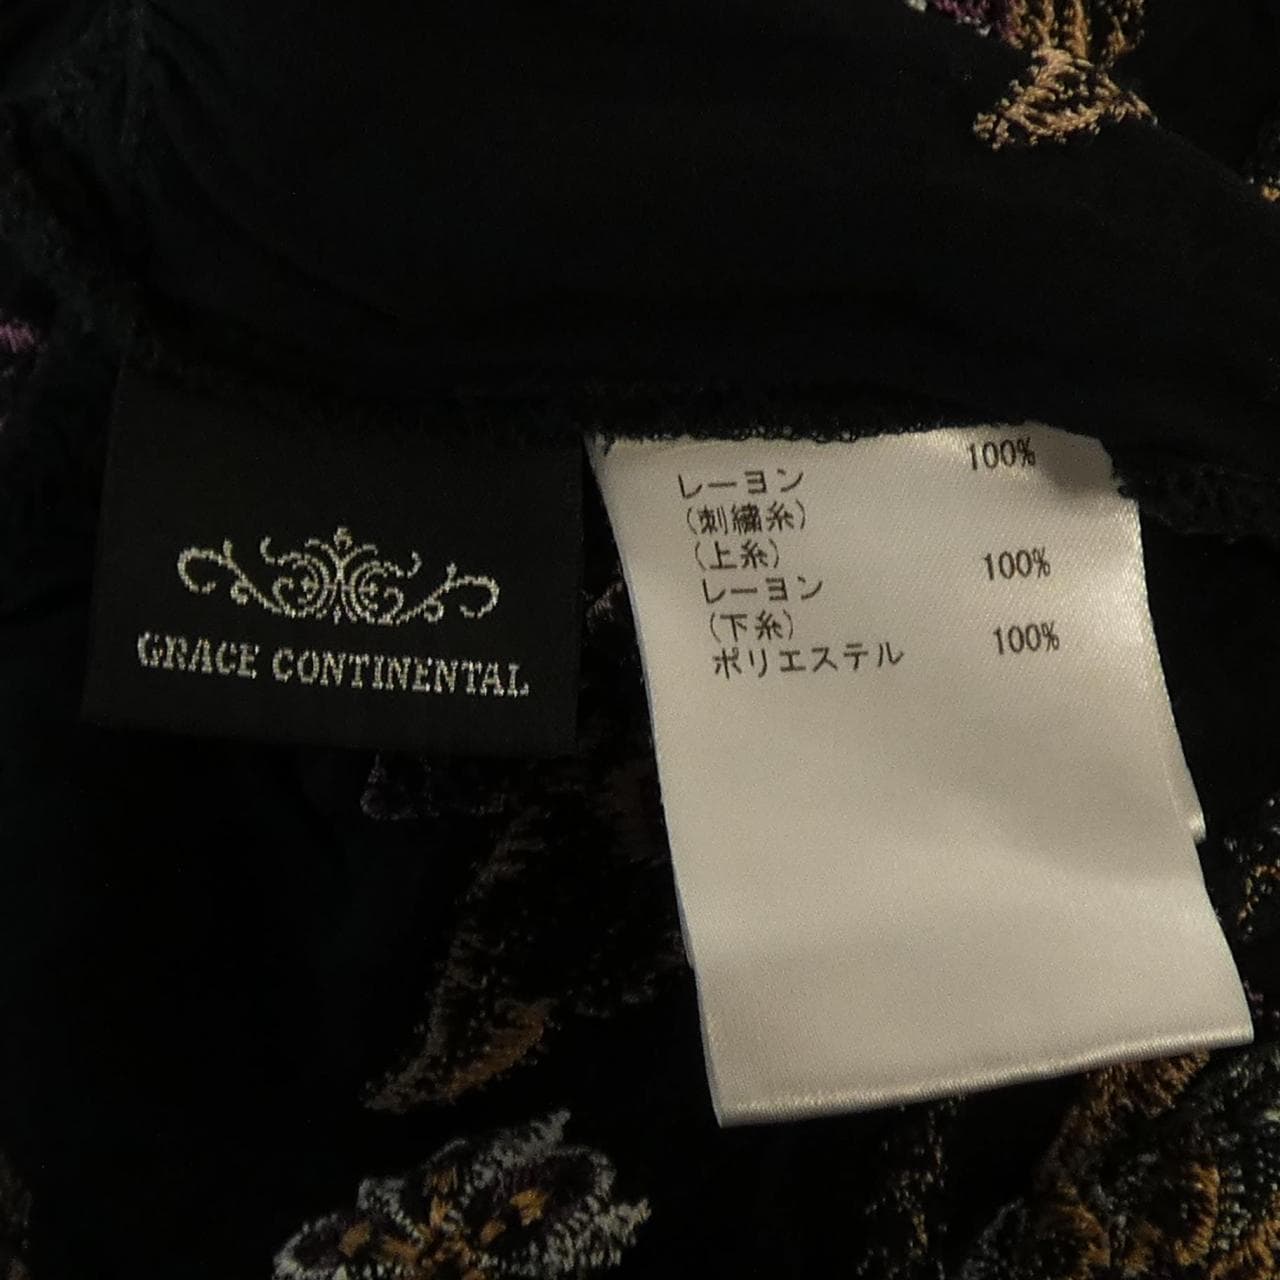 GRACE CONTINENTAL
レーヨン 100%
(刺繍糸)
(上糸)
レーヨン 100%
(下糸)
ポリエステル 100%